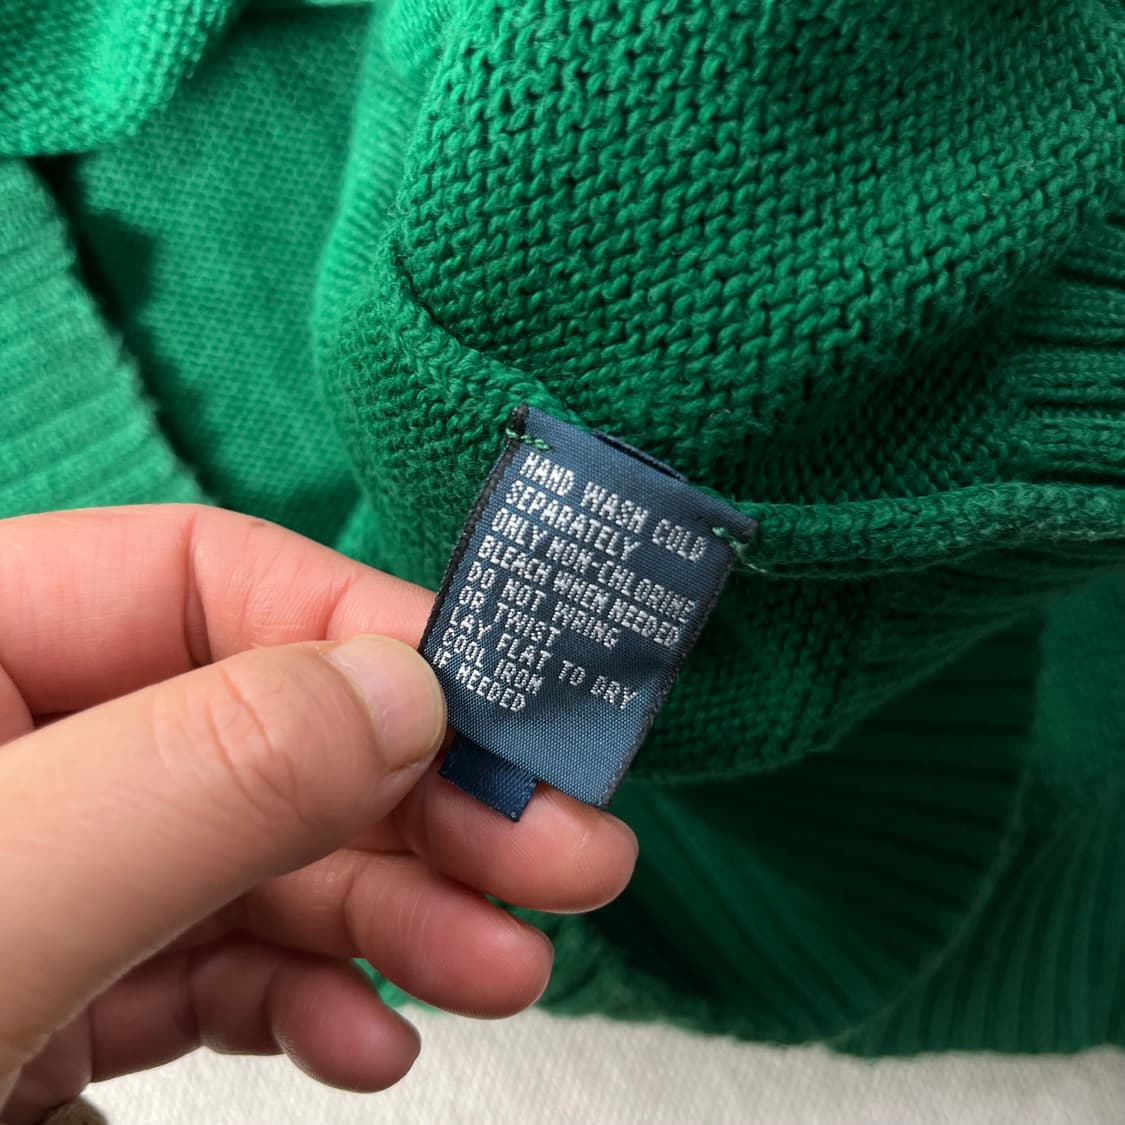 HAND WASH COLD
SEPARATELY
ONLY NON-CHLORINE
BLEACH WHEN NEEDED
DO NOT WRING
OR TWIST
LAY FLAT TO DRY
COOL IRON
IF NEEDED